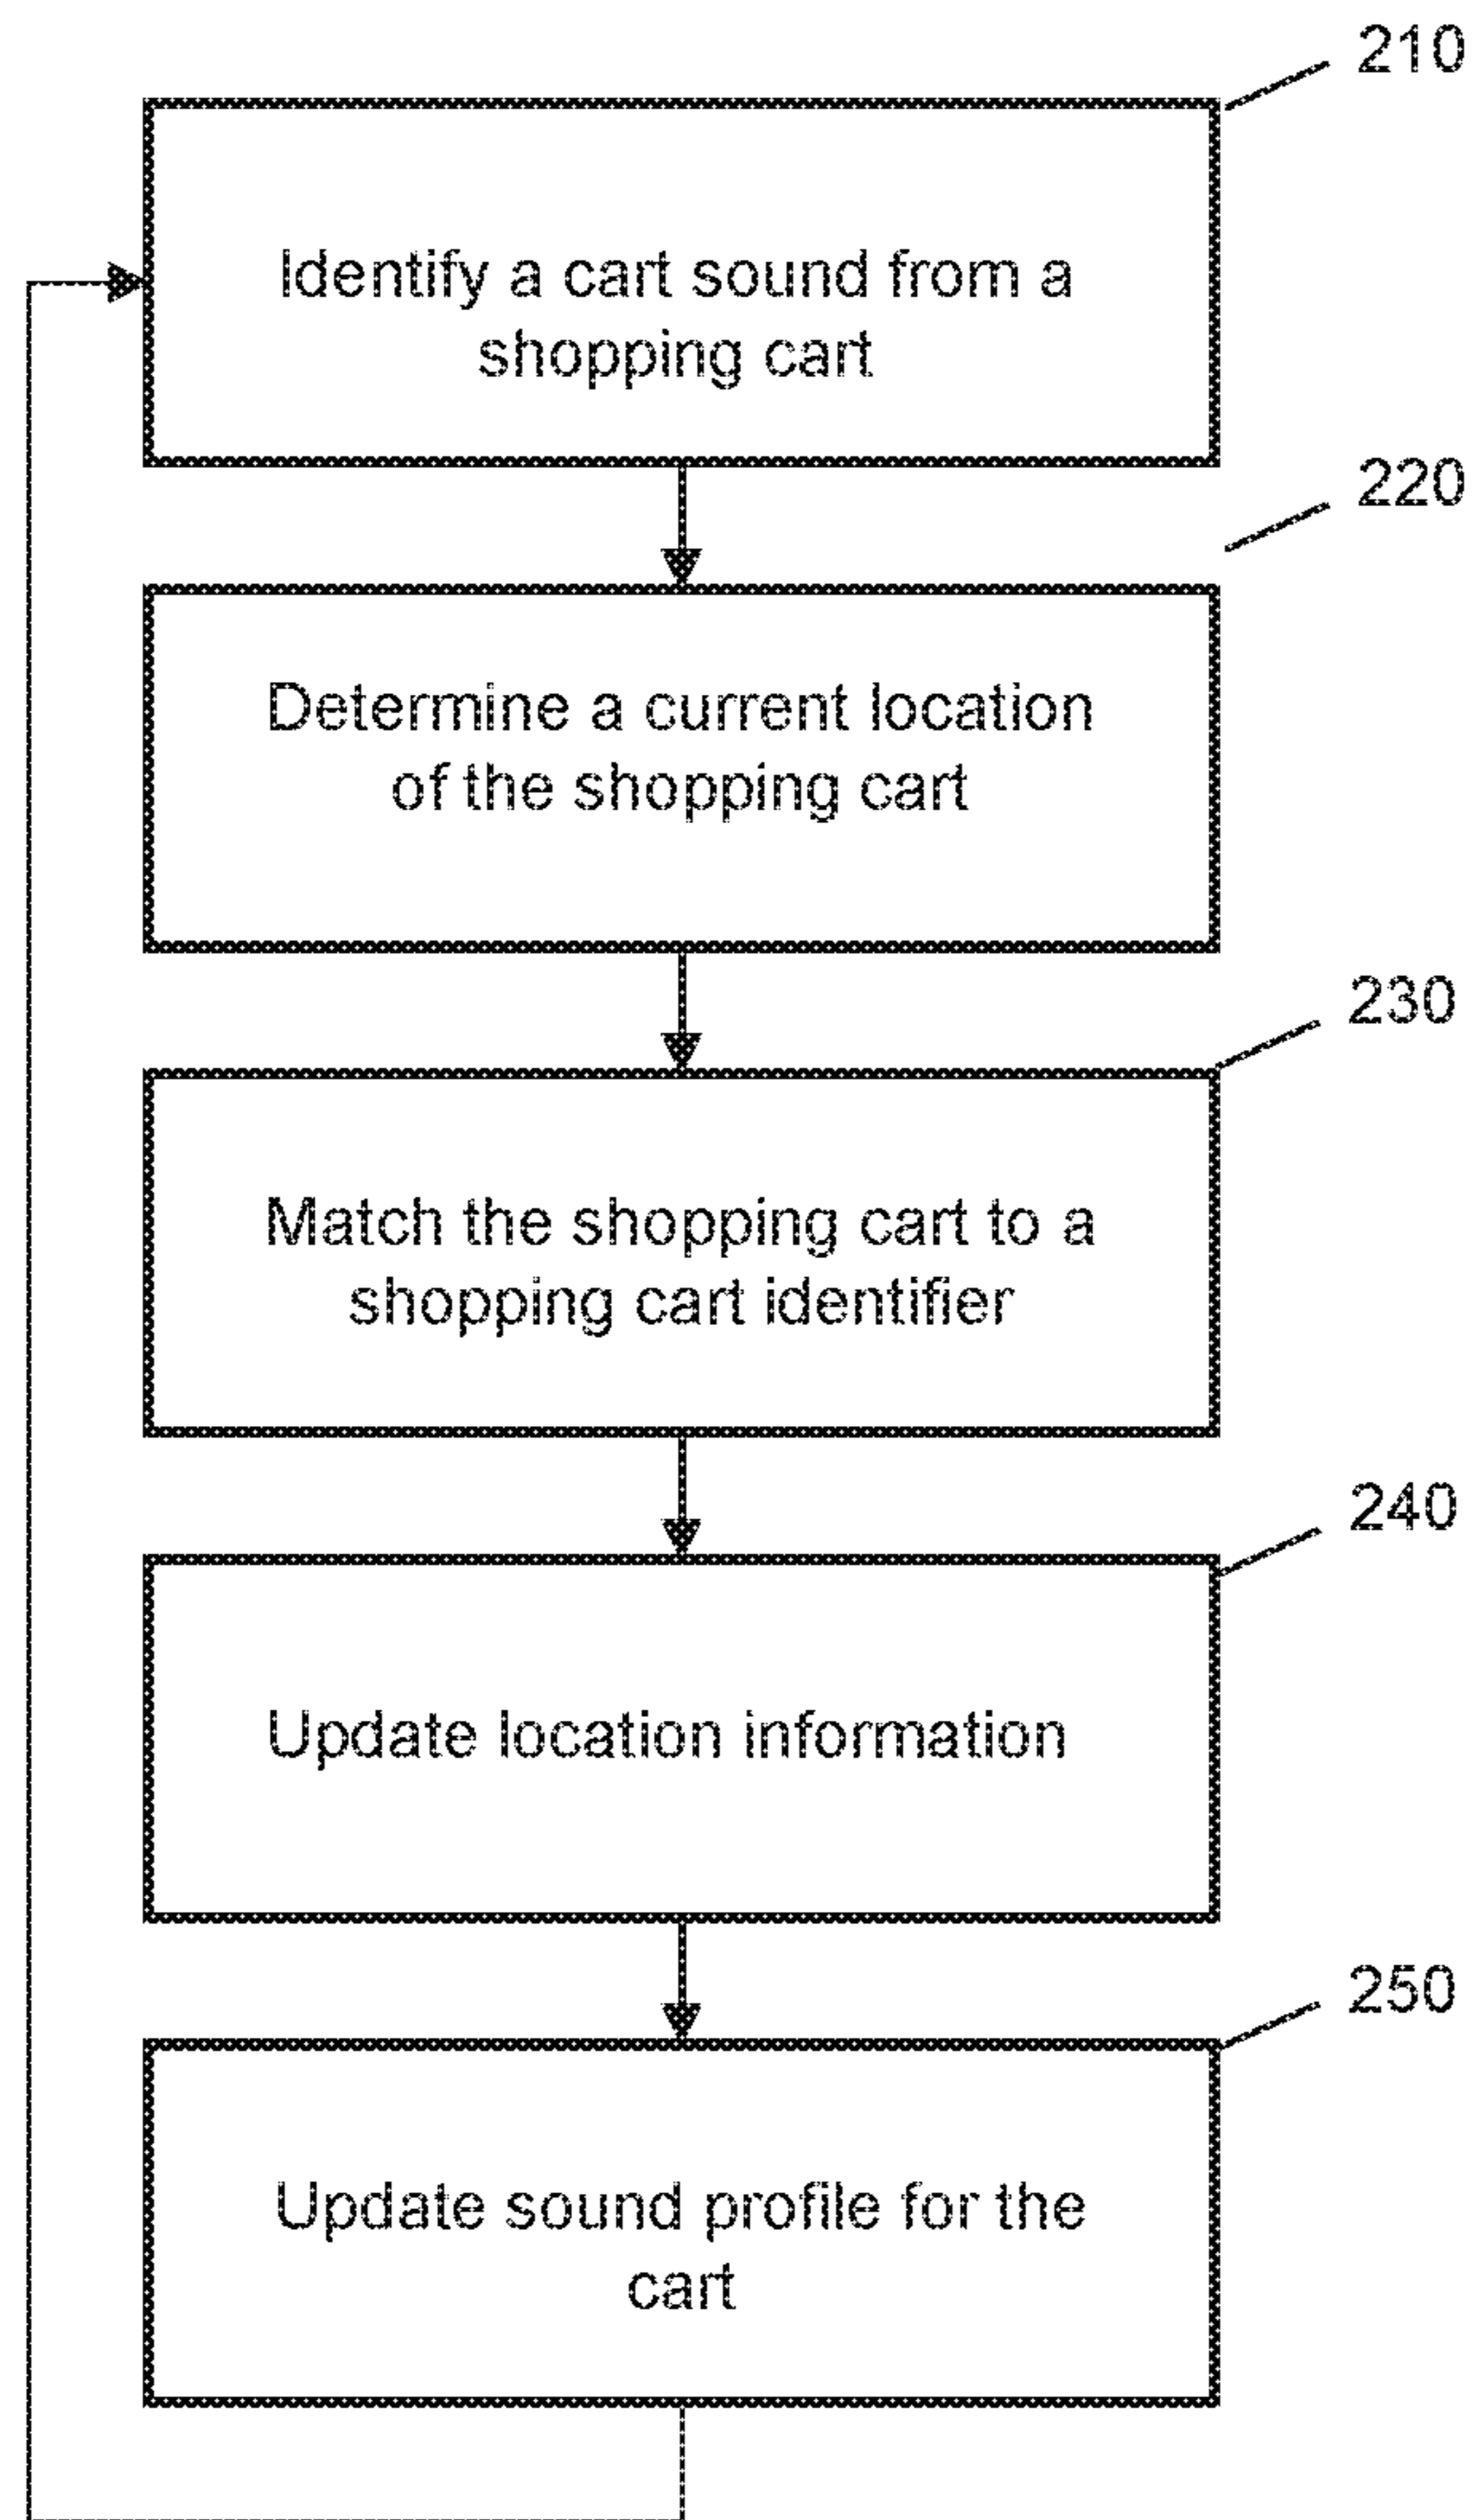 210
Identify a cart sound from a
shopping cart
220
Determine a current location
of the shopping cart
230
Match the shopping cart to a
shopping cart identifier
240
Update location information
250
Update sound profile for the
cart